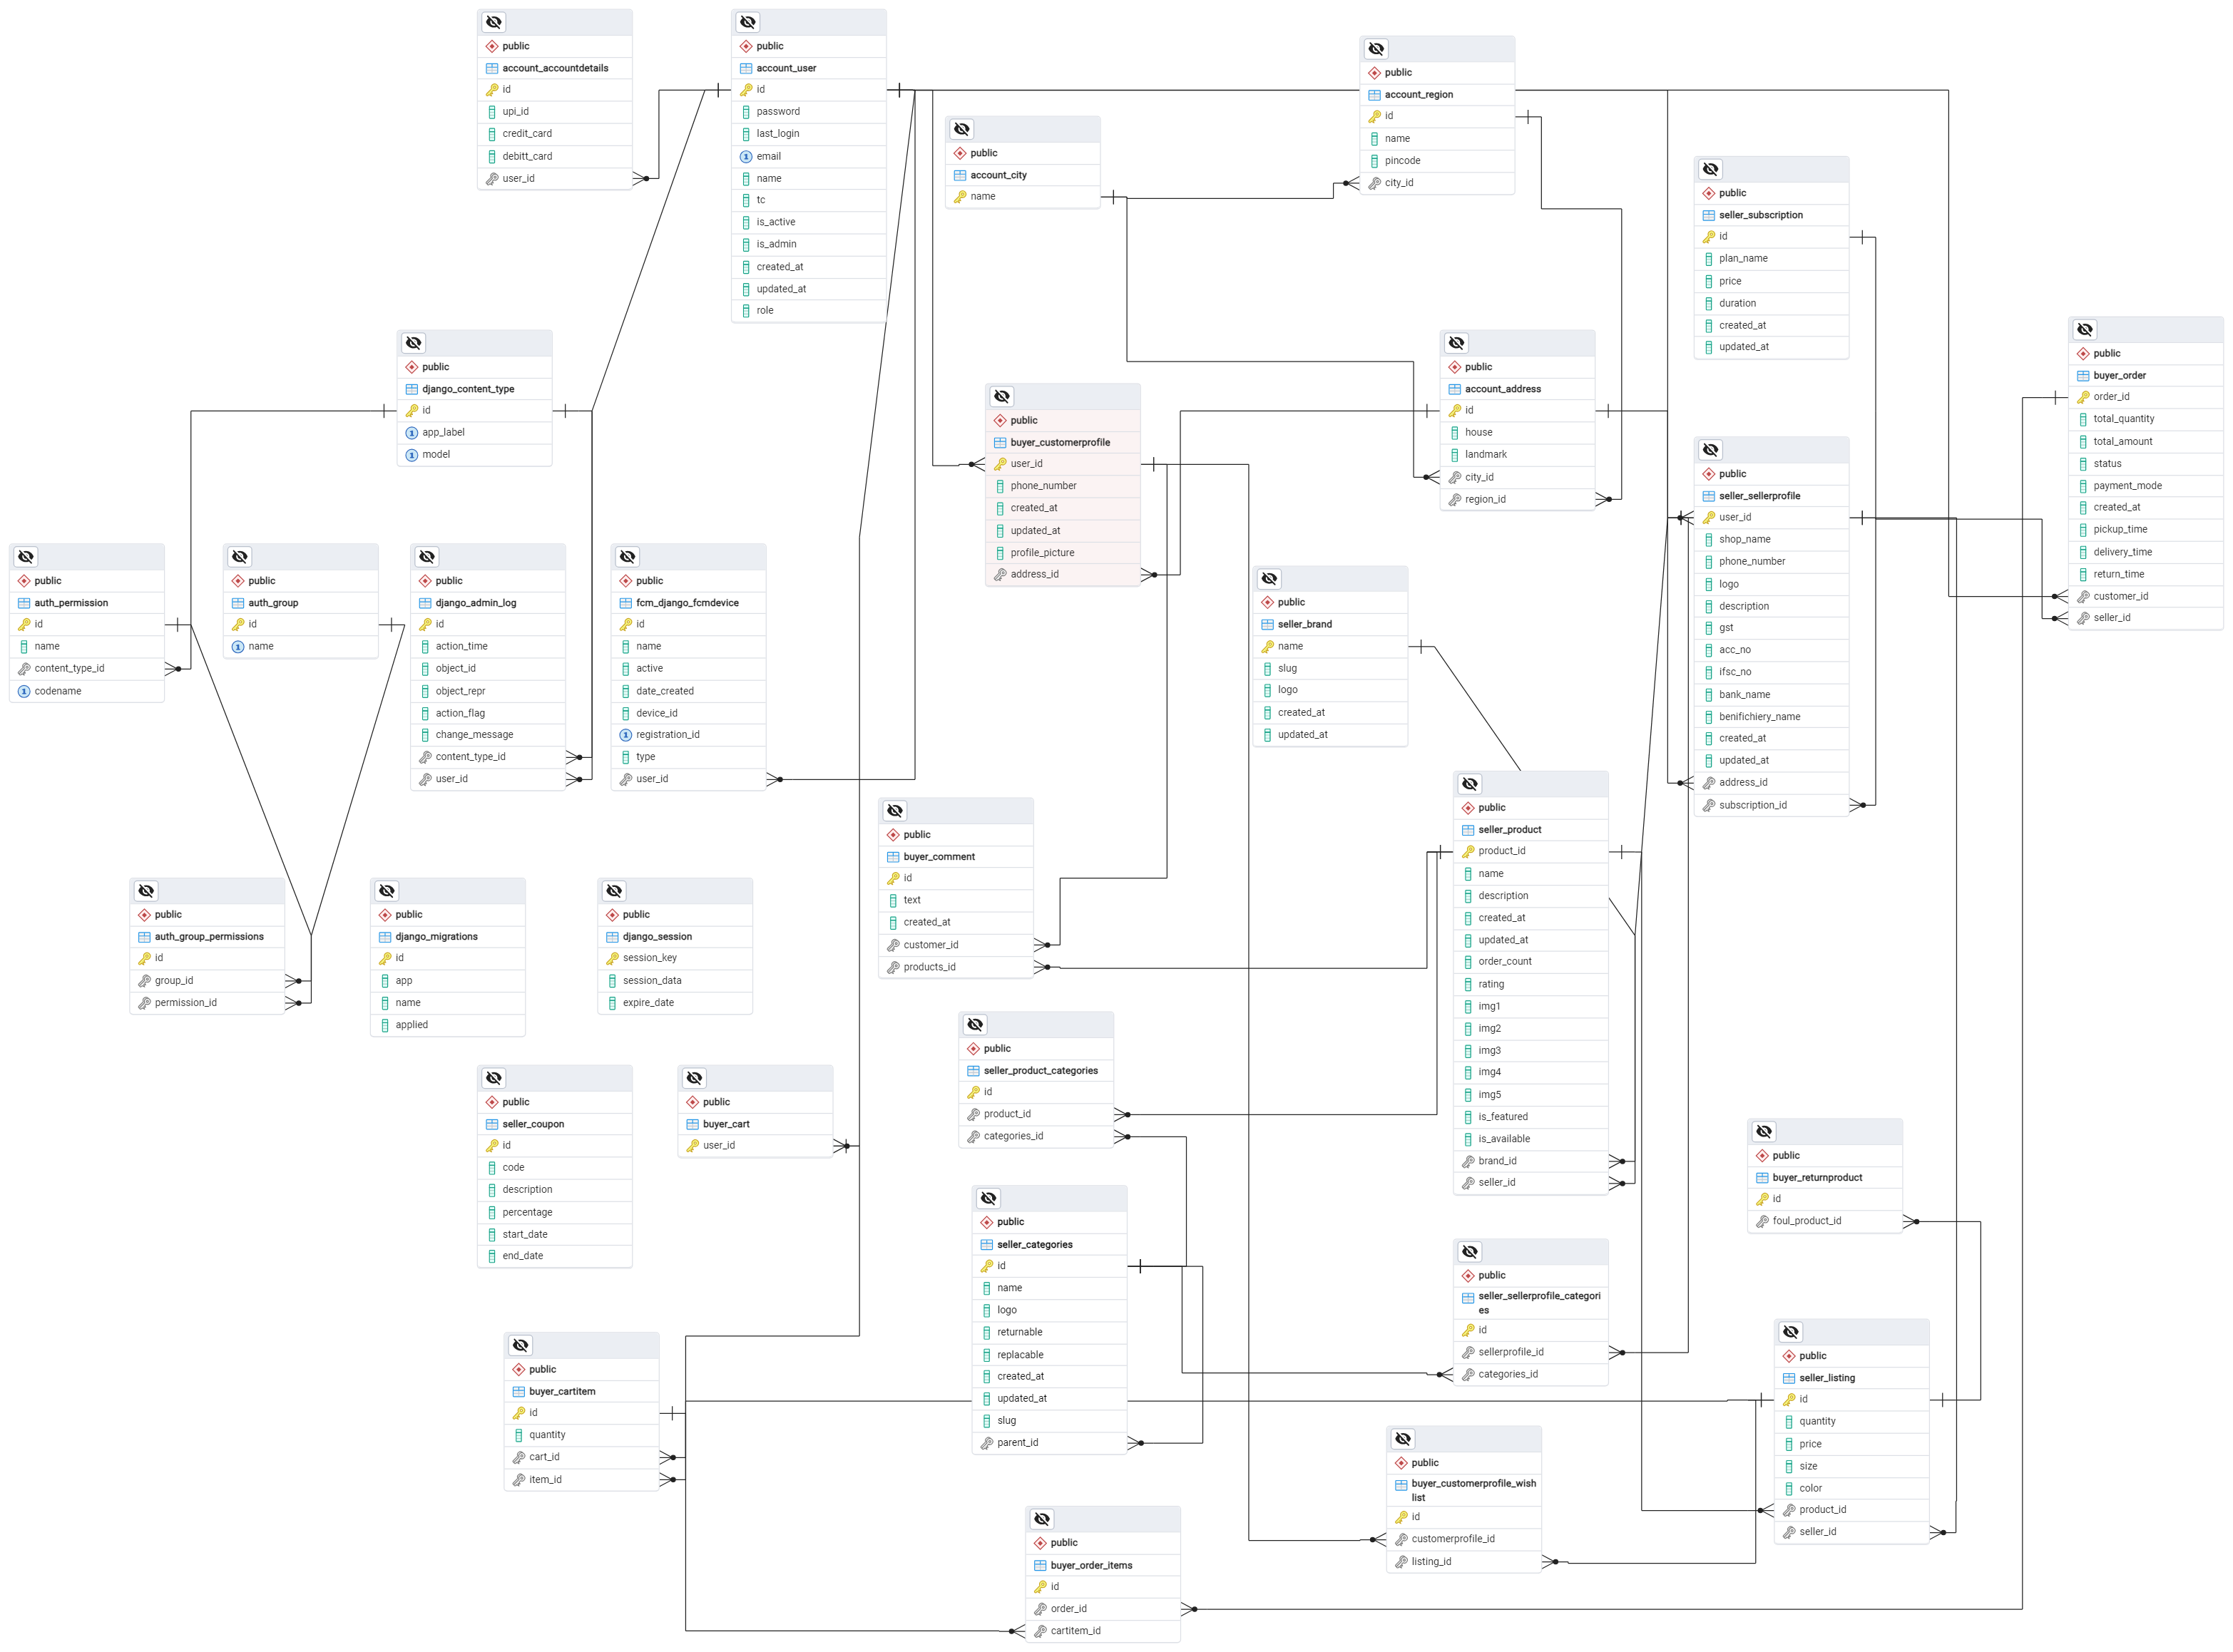 public
account_accountdetails
id
upi_id
credit_card
debitt_card
user_id
public
account_user
id
password
last_login
1
email
name
tc
is_active
is_admin
created_at
updated_at
role
public
account_region
id
name
pincode
city_id
public
account_city
name
public
seller_subscription
id
plan_name
price
duration
created_at
updated_at
public
buyer_order
order_id
total_quantity
total_amount
status
payment_mode
created_at
pickup_time
delivery_time
return_time
customer_id
seller_id
public
django_content_type
id
1
app_label
1
model
public
buyer_customerprofile
user_id
phone_number
created_at
updated_at
profile_picture
address_id
public
account_address
id
house
landmark
city_id
region_id
public
seller_sellerprofile
user_id
shop_name
phone_number
logo
description
gst
acc_no
ifsc_no
bank_name
benifichiery_name
created_at
updated_at
address_id
subscription_id
public
auth_permission
id
name
content_type_id
1
codename
public
auth_group
id
1
name
public
django_admin_log
id
action_time
object_id
object_repr
action_flag
change_message
content_type_id
user_id
public
fcm_django_fcmdevice
id
name
active
date_created
device_id
1
registration_id
type
user_id
public
seller_brand
name
slug
logo
created_at
updated_at
public
seller_product
product_id
name
description
created_at
updated_at
order_count
rating
img1
img2
img3
img4
img5
is_featured
is_available
brand_id
seller_id
public
buyer_comment
id
text
created_at
customer_id
products_id
public
auth_group_permissions
id
group_id
permission_id
public
django_migrations
id
app
name
applied
public
django_session
session_key
session_data
expire_date
public
seller_product_categories
id
product_id
categories_id
public
seller_coupon
id
code
description
percentage
start_date
end_date
public
buyer_cart
user_id
public
buyer_returnproduct
id
foul_product_id
public
seller_categories
id
name
logo
returnable
replacable
created_at
updated_at
slug
parent_id
public
seller_sellerprofile_categori
es
id
sellerprofile_id
categories_id
public
seller_listing
id
quantity
price
size
color
product_id
seller_id
public
buyer_cartitem
id
quantity
cart_id
item_id
public
buyer_customerprofile_wish
list
id
customerprofile_id
listing_id
public
buyer_order_items
id
order_id
cartitem_id